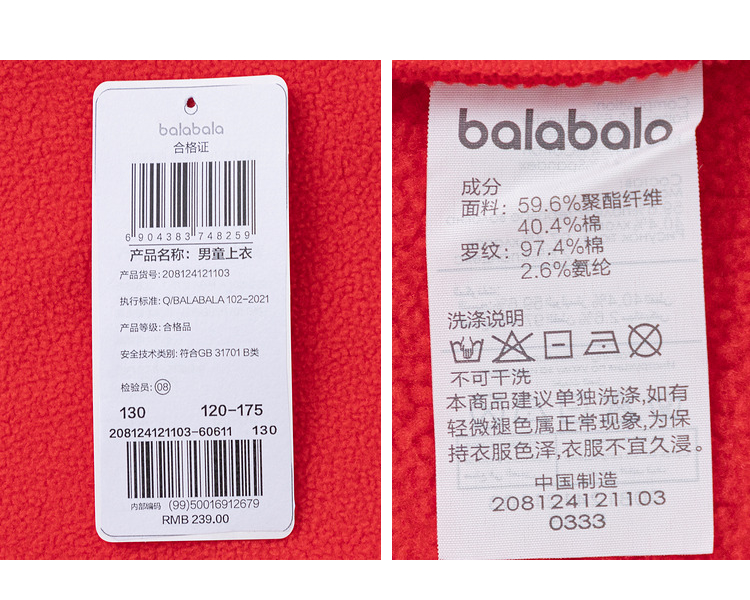 balabala
合格证
6 904383 748259
产品名称: 男童上衣
产品货号: 208124121103
执行标准: Q/BALABALA 102-2021
产品等级: 合格品
安全技术类别: 符合GB 31701 B类
检验员: 08
130 120-175
208124121103-60611 130
内部编码 (99)50016912679
RMB 239.00
balabala
成分
面料: 59.6%聚酯纤维
40.4%棉
罗纹: 97.4%棉
2.6%氨纶
洗涤说明
不可干洗
本商品建议单独洗涤,如有
轻微褪色属正常现象,为保
持衣服色泽,衣服不宜久浸。
中国制造
208124121103
0333